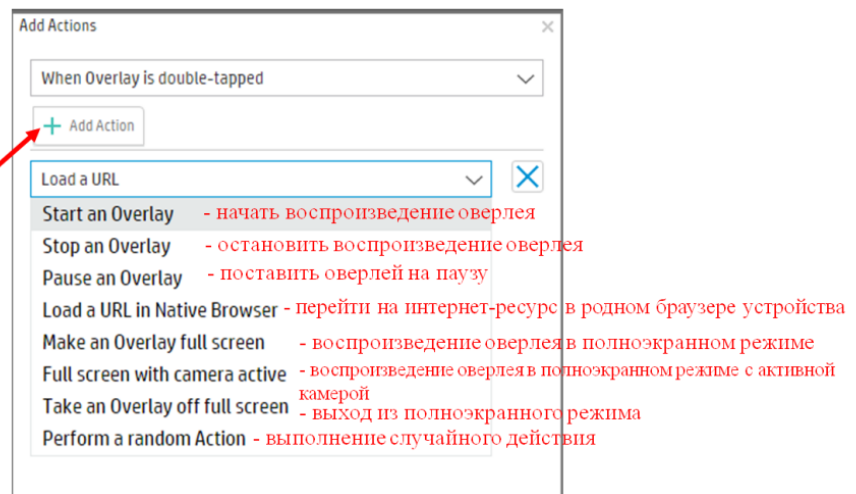 Add Actions
When Overlay is double-tapped
Add Action
Load a URL
Start an Overlay - начать воспроизведение оверлея
Stop an Overlay - остановить воспроизведение оверлея
Pause an Overlay - поставить оверлей на паузу
Load a URL in Native Browser - перейти на интернет-ресурс в родном браузере устройства
Make an Overlay full screen - воспроизведение оверлея в полноэкранном режиме
Full screen with camera active - воспроизведение оверлея в полноэкранном режиме с активной
камерой
Take an Overlay off full screen - выход из полноэкранного режима
Perform a random Action - выполнение случайного действия